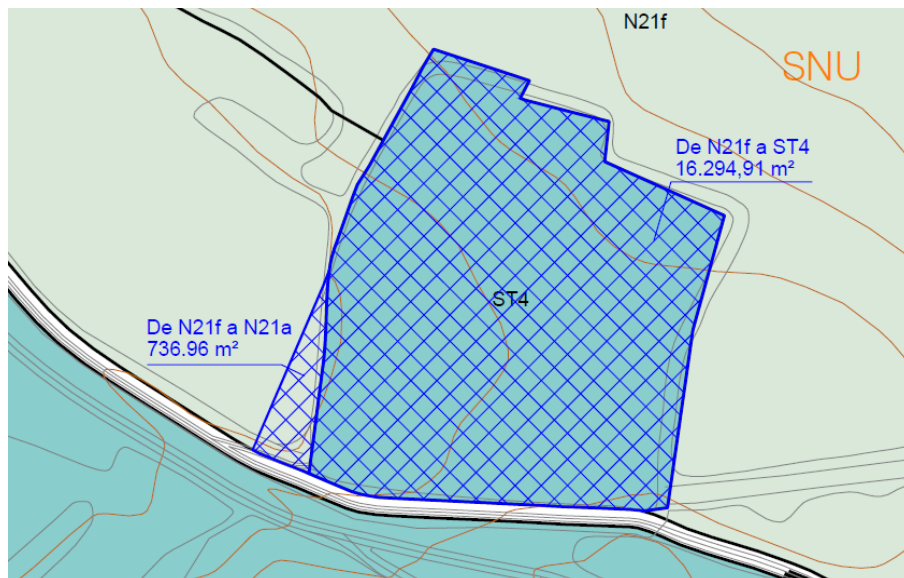 N21f
SNU
De N21f a ST4
16.294,91 m²
ST4
De N21f a N21a
736.96 m²